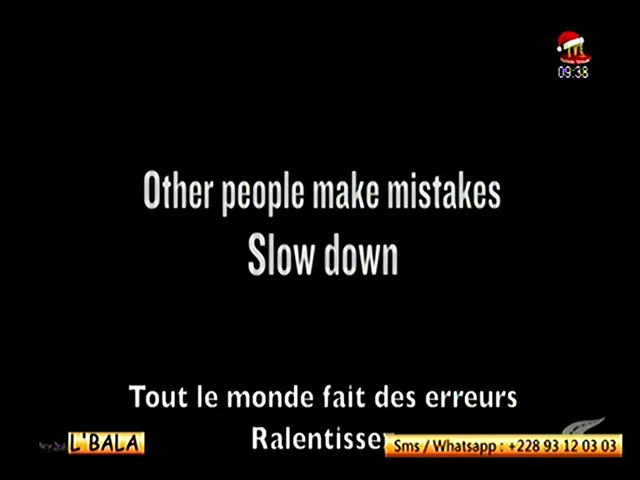 09:38
Other people make mistakes
Slow down
Tout le monde fait des erreurs
Ralentisse
L'BALA
Sms / Whatsapp : +228 93 12 03 03